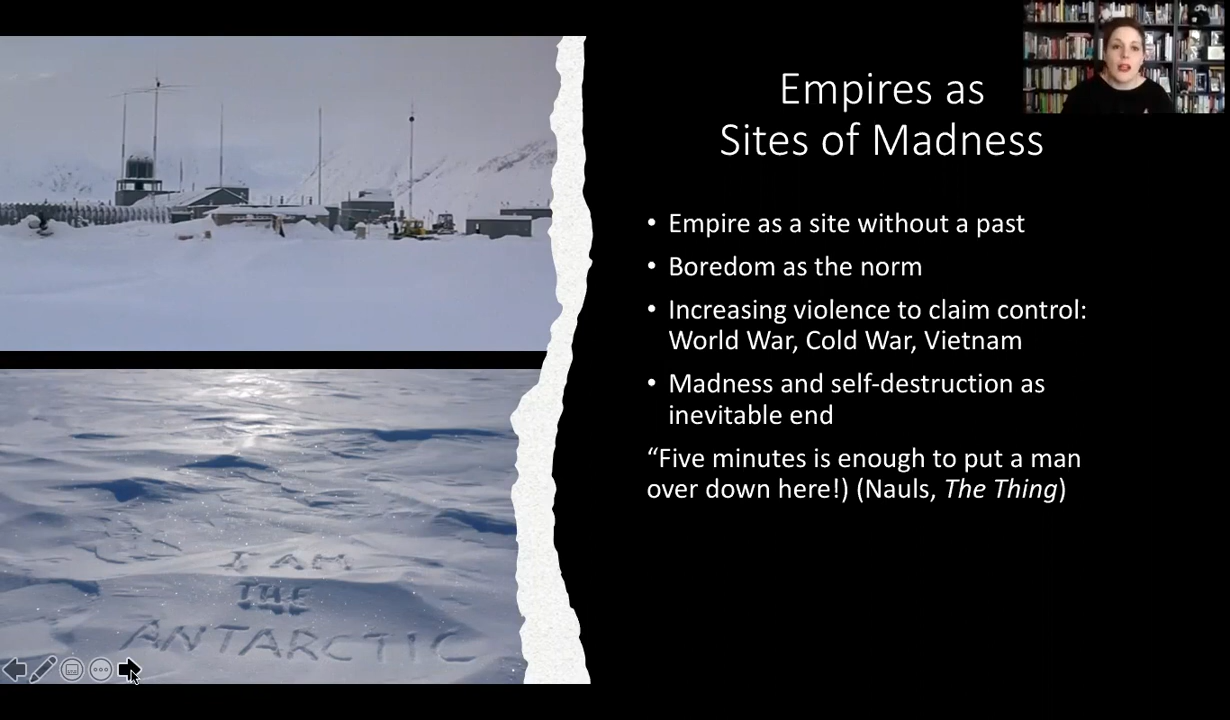 Empires as
Sites of Madness
• Empire as a site without a past
• Boredom as the norm
• Increasing violence to claim control:
World War, Cold War, Vietnam
• Madness and self-destruction as
inevitable end
“Five minutes is enough to put a man
over down here!) (Nauls, The Thing)
I AM
THE
ANTARCTIC